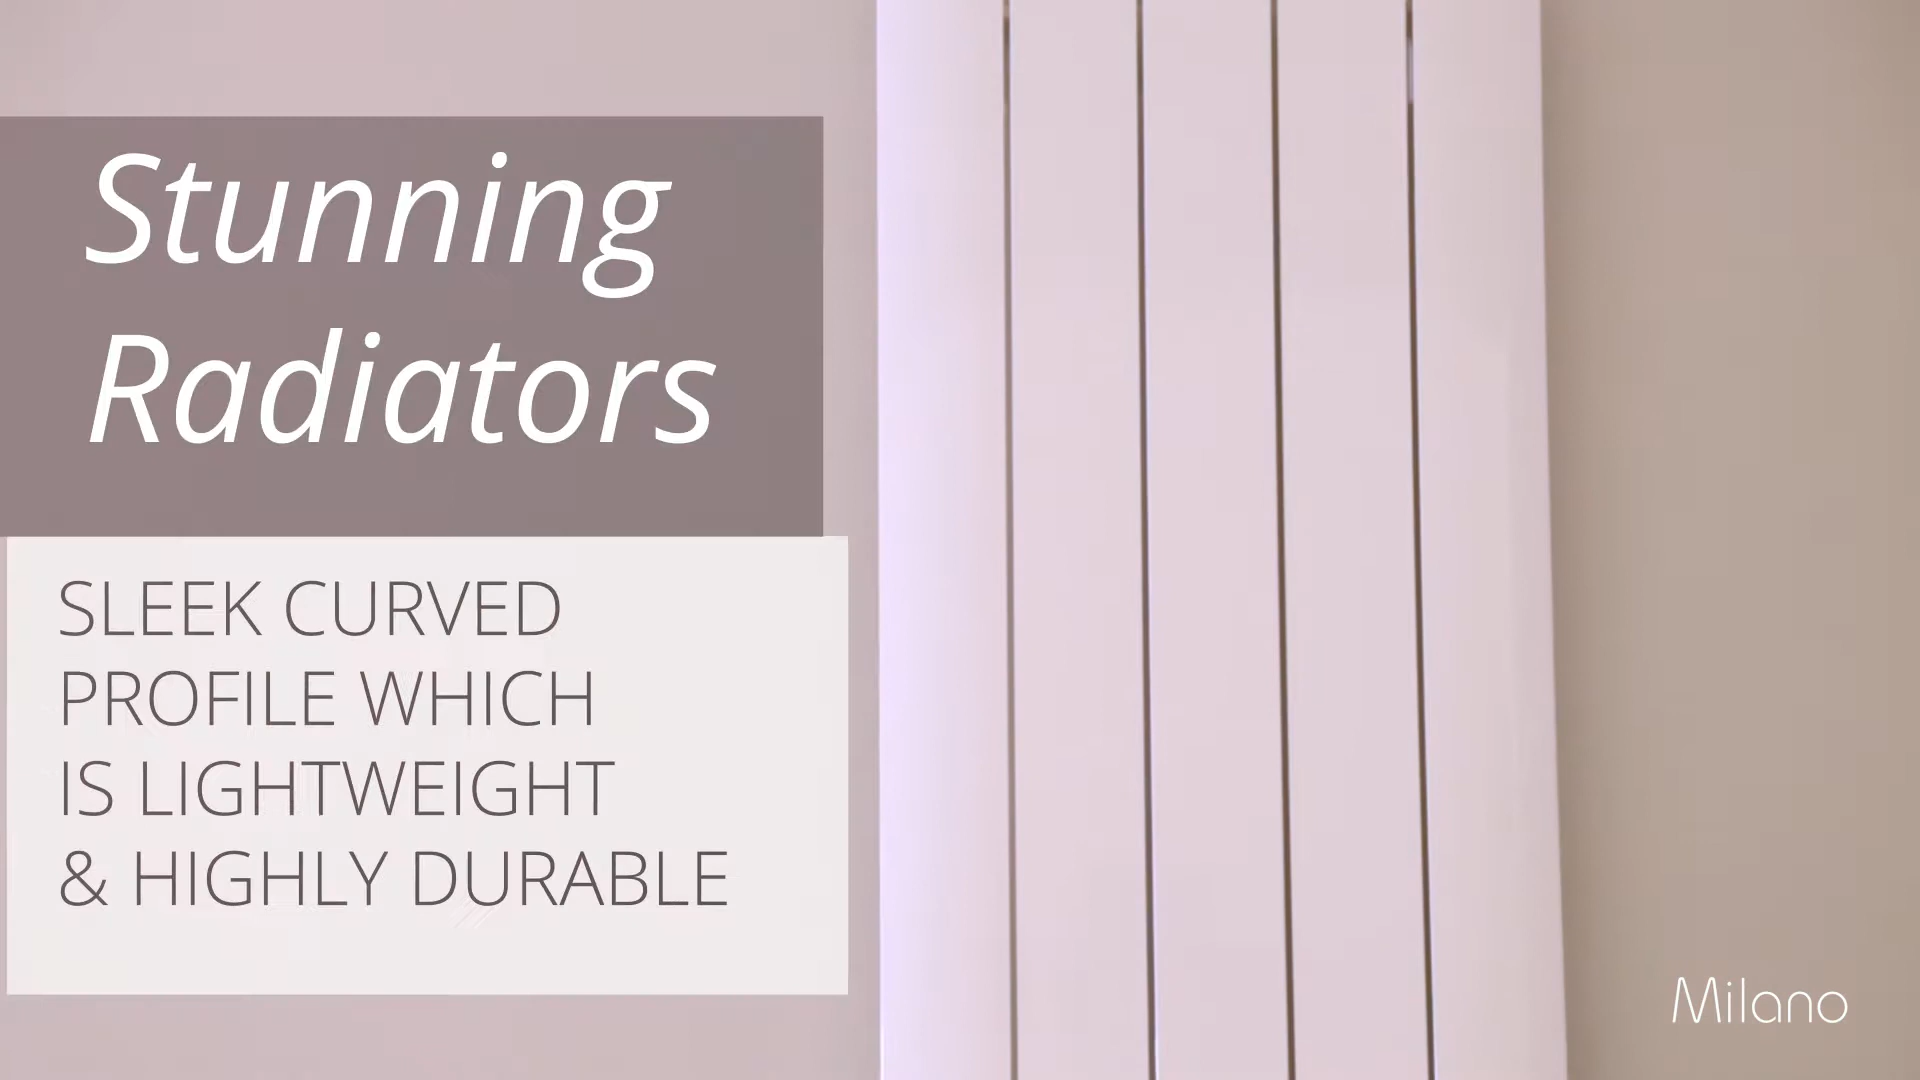 Stunning
Radiators
SLEEK CURVED
PROFILE WHICH
IS LIGHTWEIGHT
& HIGHLY DURABLE
Milano